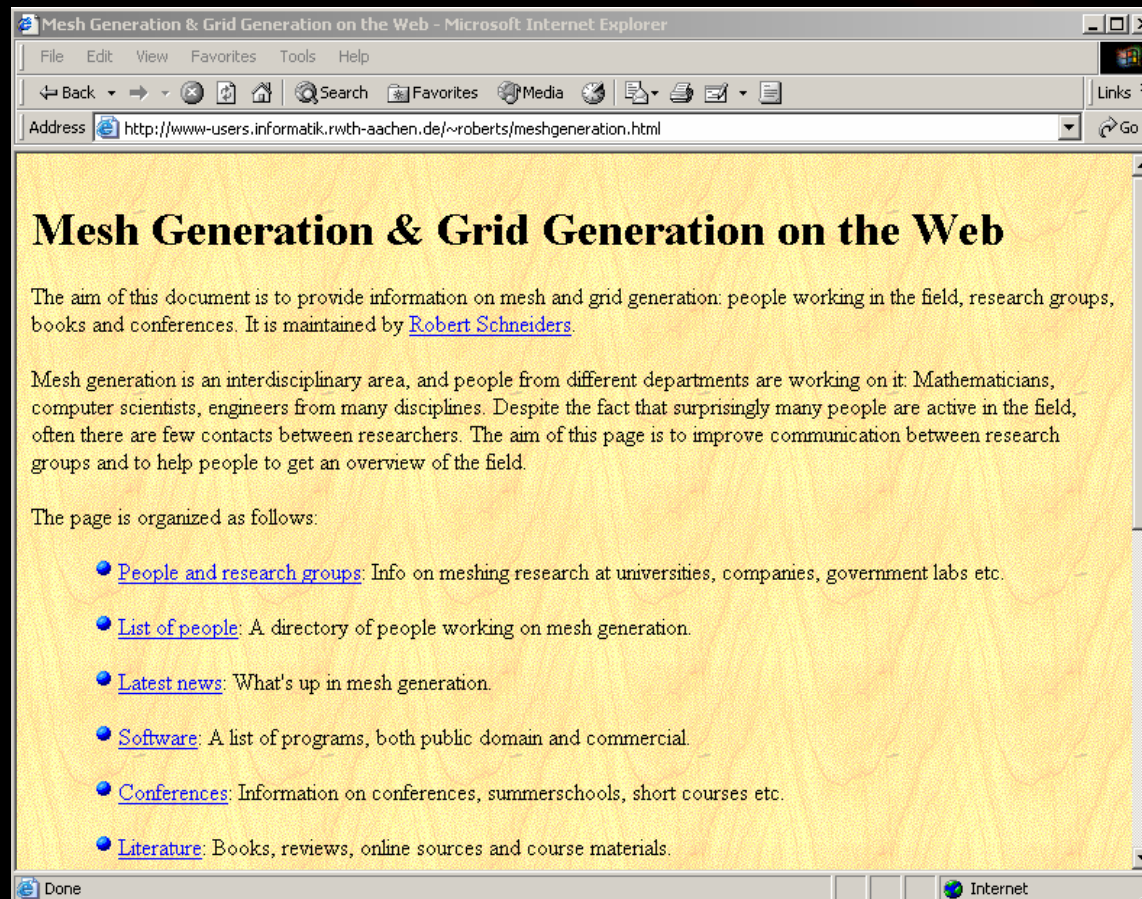 Mesh Generation & Grid Generation on the Web - Microsoft Internet Explorer
File Edit View Favorites Tools Help
Back Search Favorites Media Links
Address http://www-users.informatik.rwth-aachen.de/~roberts/meshgeneration.html Go
Mesh Generation & Grid Generation on the Web
The aim of this document is to provide information on mesh and grid generation: people working in the field, research groups,
books and conferences. It is maintained by Robert Schneiders.
Mesh generation is an interdisciplinary area, and people from different departments are working on it: Mathematicians,
computer scientists, engineers from many disciplines. Despite the fact that surprisingly many people are active in the field,
often there are few contacts between researchers. The aim of this page is to improve communication between research
groups and to help people to get an overview of the field.
The page is organized as follows:
People and research groups: Info on meshing research at universities, companies, government labs etc.
List of people: A directory of people working on mesh generation.
Latest news: What's up in mesh generation.
Software: A list of programs, both public domain and commercial.
Conferences: Information on conferences, summerschools, short courses etc.
Literature: Books, reviews, online sources and course materials.
Done Internet